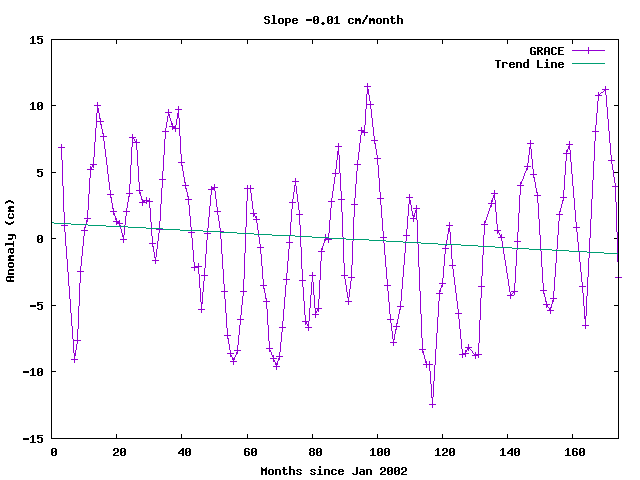 Slope -0.01 cm/month
GRACE
Trend Line
15
10
5
0
-5
-10
-15
Anomaly (cm)
0 20 40 60 80 100 120 140 160
Months since Jan 2002